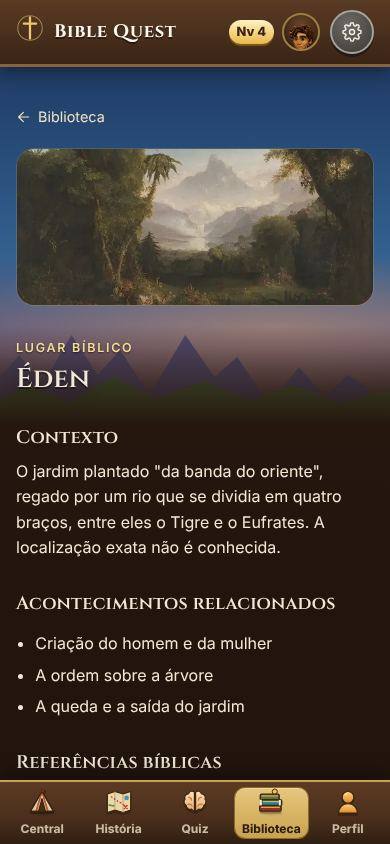 BIBLE QUEST
Nv 4
← Biblioteca
LUGAR BÍBLICO
ÉDEN
CONTEXTO
O jardim plantado "da banda do oriente",
regado por um rio que se dividia em quatro
braços, entre eles o Tigre e o Eufrates. A
localização exata não é conhecida.
ACONTECIMENTOS RELACIONADOS
• Criação do homem e da mulher
• A ordem sobre a árvore
• A queda e a saída do jardim
REFERÊNCIAS BÍBLICAS
Central
História
Quiz
Biblioteca
Perfil